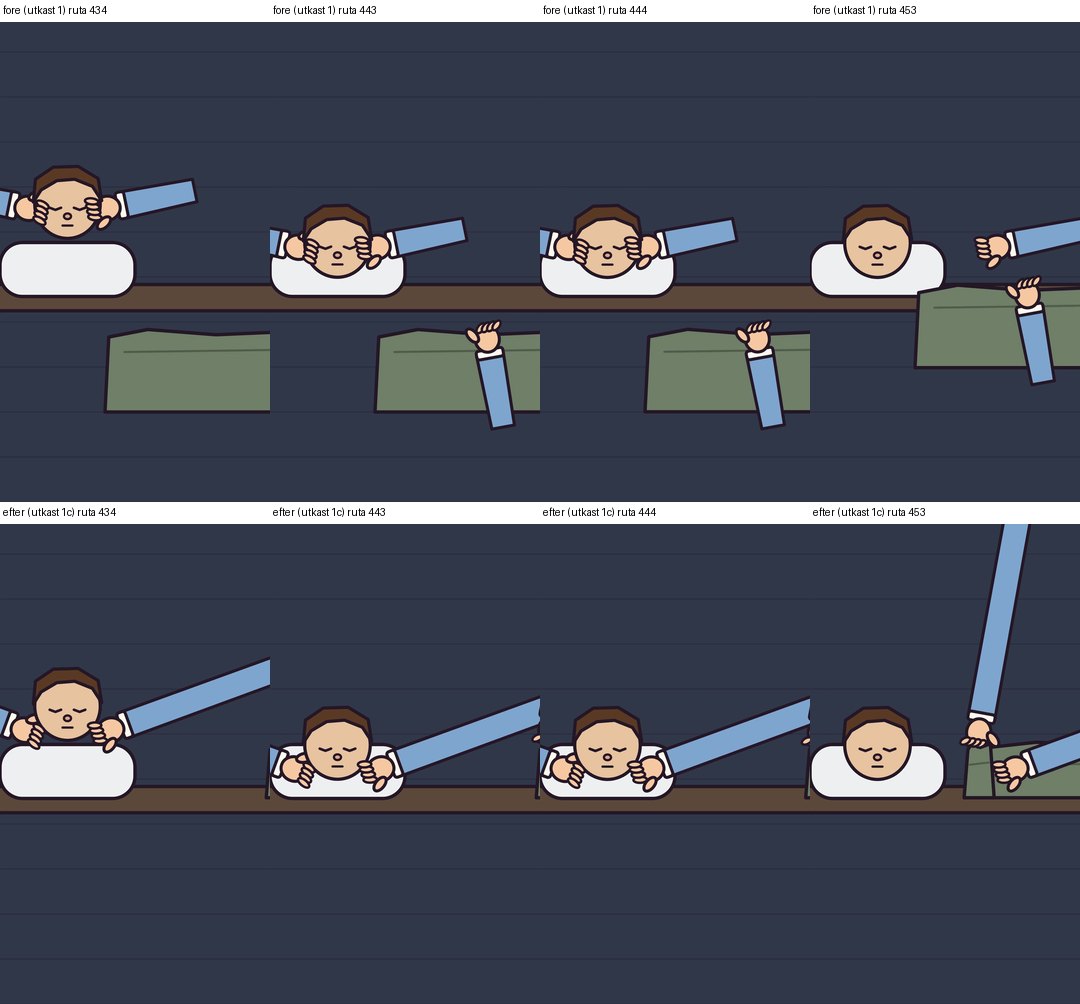 fore (utkast 1) ruta 434
fore (utkast 1) ruta 443
fore (utkast 1) ruta 444
fore (utkast 1) ruta 453
efter (utkast 1c) ruta 434
efter (utkast 1c) ruta 443
efter (utkast 1c) ruta 444
efter (utkast 1c) ruta 453